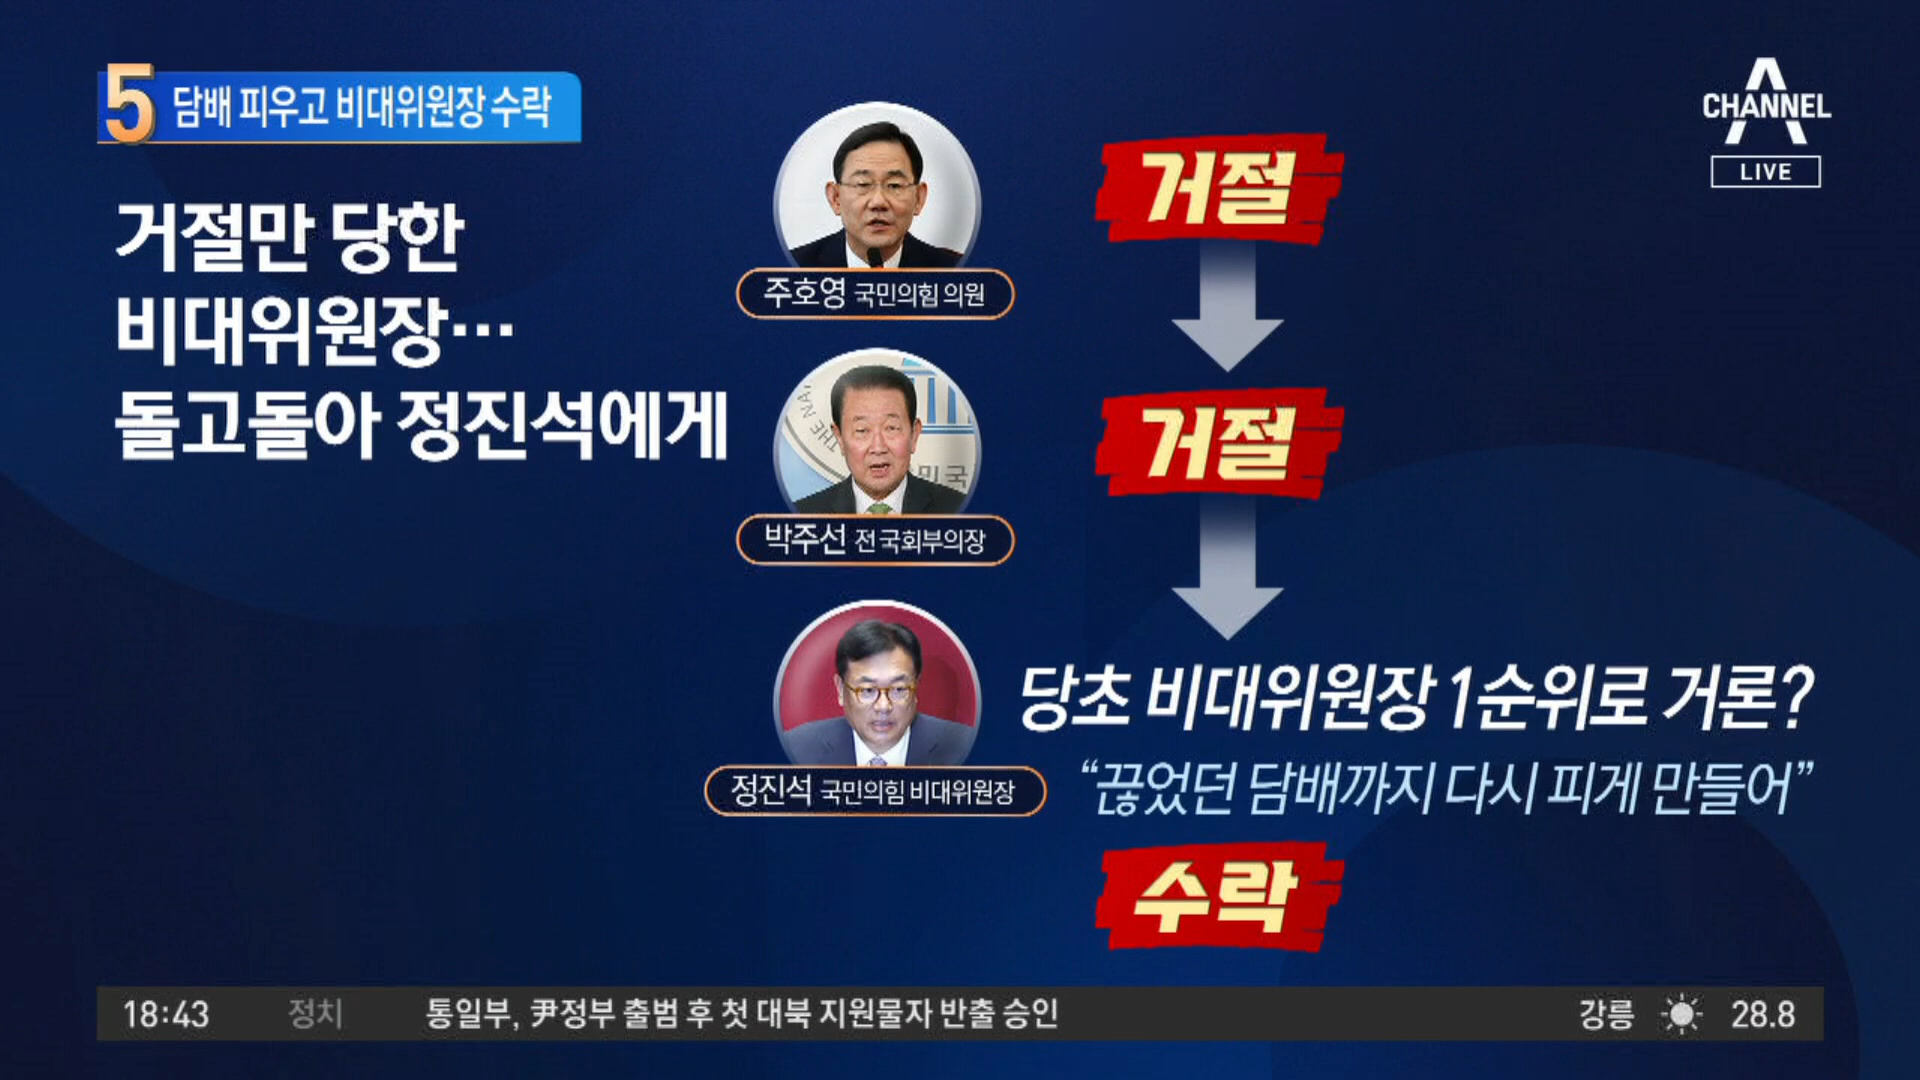 5 담배 피우고 비대위원장 수락
CHANNEL A
LIVE
거절만 당한
비대위원장…
돌고돌아 정진석에게
주호영 국민의힘 의원
거절
박주선 전 국회부의장
거절
정진석 국민의힘 비대위원장
당초 비대위원장 1순위로 거론?
“끊었던 담배까지 다시 피게 만들어”
수락
18:43 정치 통일부, 尹정부 출범 후 첫 대북 지원물자 반출 승인 강릉 28.8